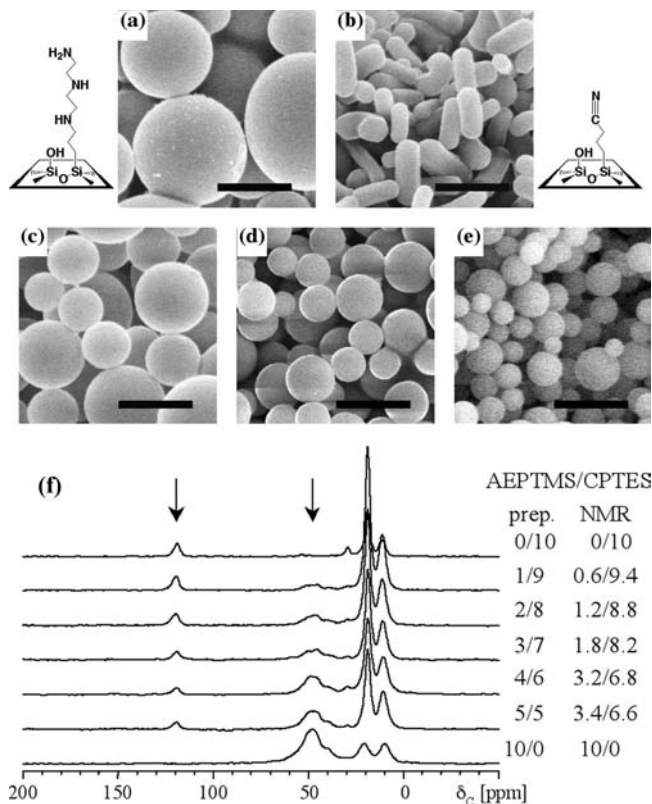 (a)
(b)
H₂N
NH
HN
OH
Si
O
Si
N
C
OH
Si
O
Si
(c)
(d)
(e)
(f)
AEPTMS/CPTES
prep. NMR
0/10 0/10
1/9 0.6/9.4
2/8 1.2/8.8
3/7 1.8/8.2
4/6 3.2/6.8
5/5 3.4/6.6
10/0 10/0
200 150 100 50 0
δC [ppm]